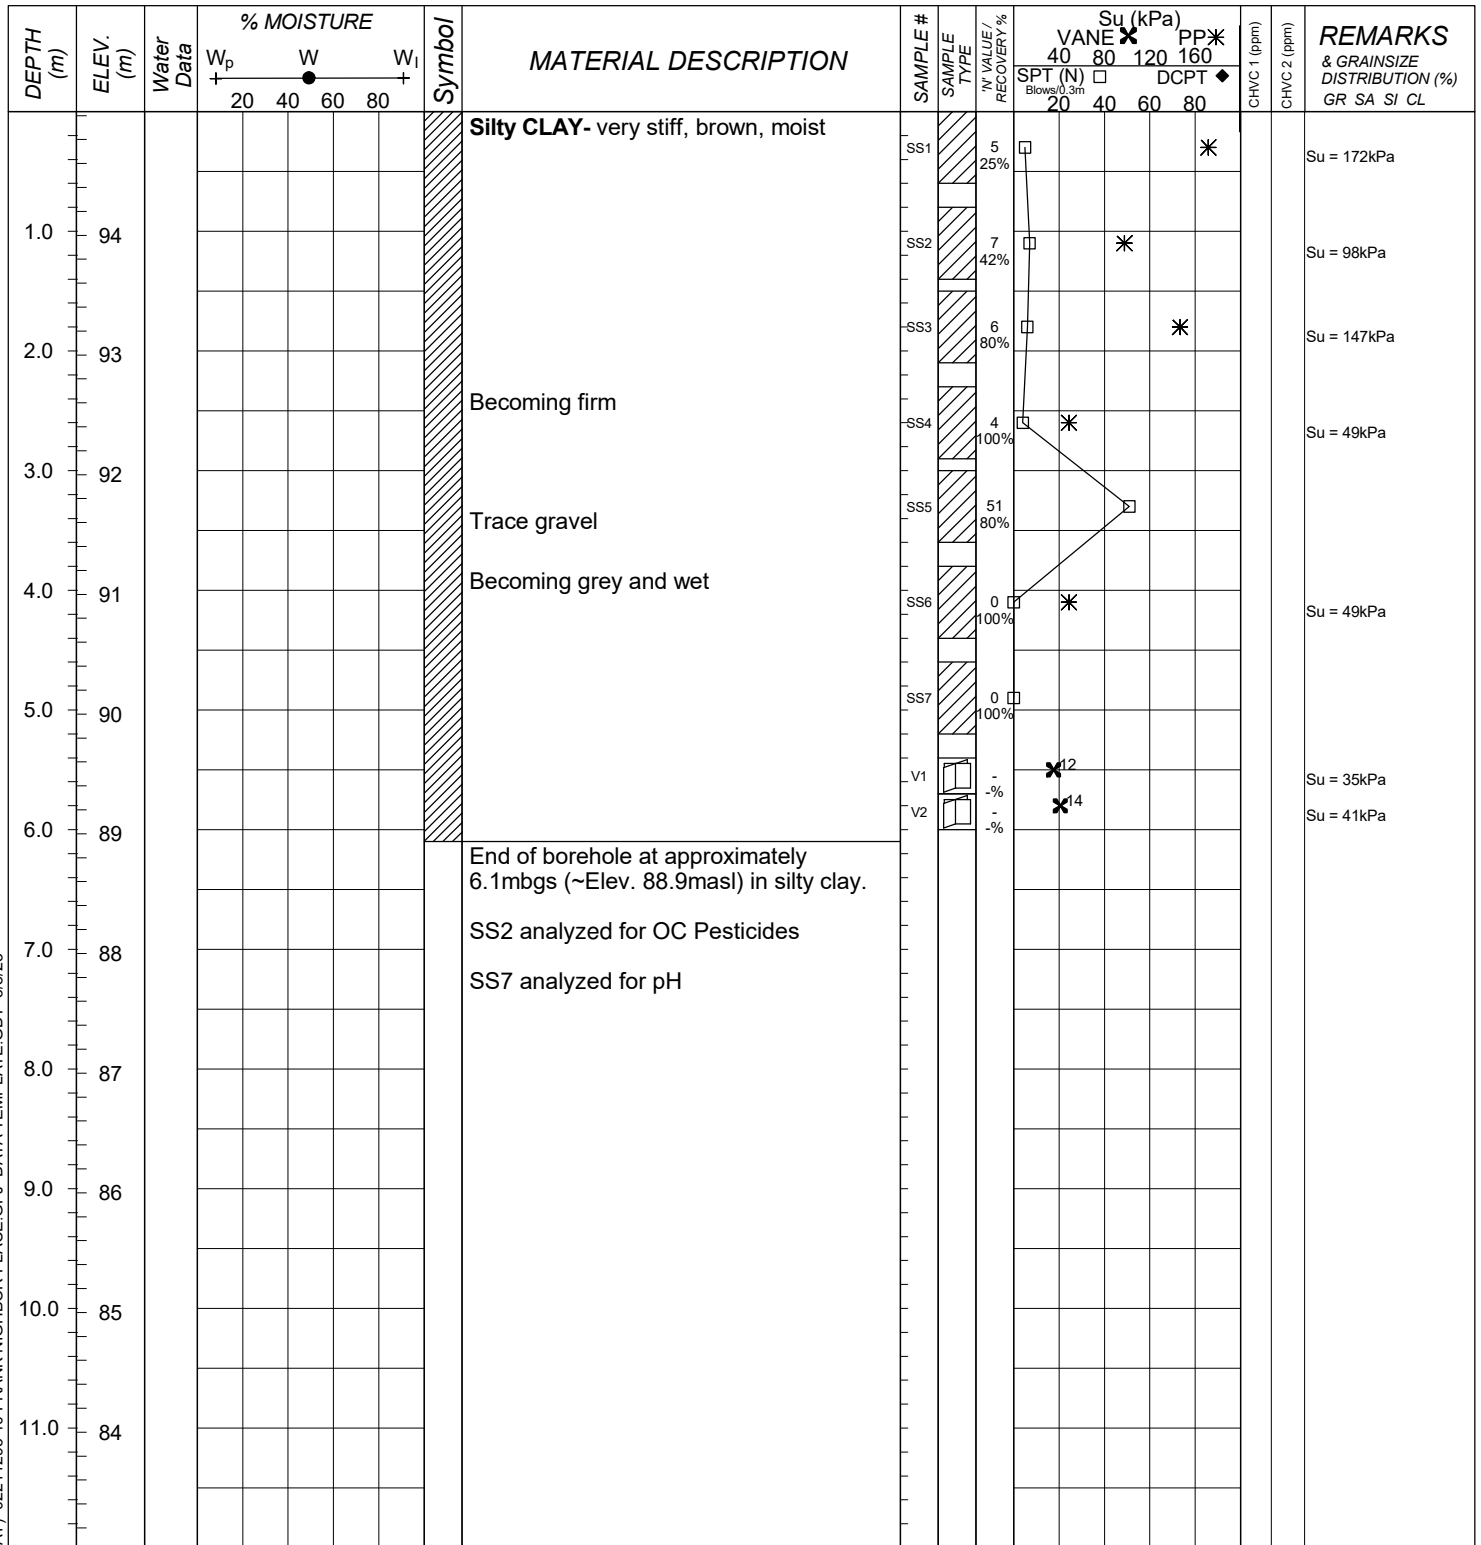 DEPTH (m)
ELEV. (m)
Water Data
% MOISTURE
Wp W Wl
20 40 60 80
Symbol
MATERIAL DESCRIPTION
SAMPLE #
SAMPLE TYPE
'N' VALUE / RECOVERY %
Su (kPa)
VANE PP
40 80 120 160
SPT (N) DCPT
Blows/0.3m
20 40 60 80
CHVC 1 (ppm)
CHVC 2 (ppm)
REMARKS
& GRAINSIZE
DISTRIBUTION (%)
GR SA SI CL
Silty CLAY- very stiff, brown, moist
SS1 5 25% Su = 172kPa
1.0 94 SS2 7 42% Su = 98kPa
SS3 6 80% Su = 147kPa
2.0 93
Becoming firm
SS4 4 100% Su = 49kPa
3.0 92
SS5 51 80%
Trace gravel
Becoming grey and wet
4.0 91 SS6 0 100% Su = 49kPa
SS7 0 100%
5.0 90
V1 - -% 12 Su = 35kPa
V2 - -% 14 Su = 41kPa
6.0 89
End of borehole at approximately
6.1mbgs (~Elev. 88.9masl) in silty clay.
SS2 analyzed for OC Pesticides
7.0 88
SS7 analyzed for pH
8.0 87
9.0 86
10.0 85
11.0 84